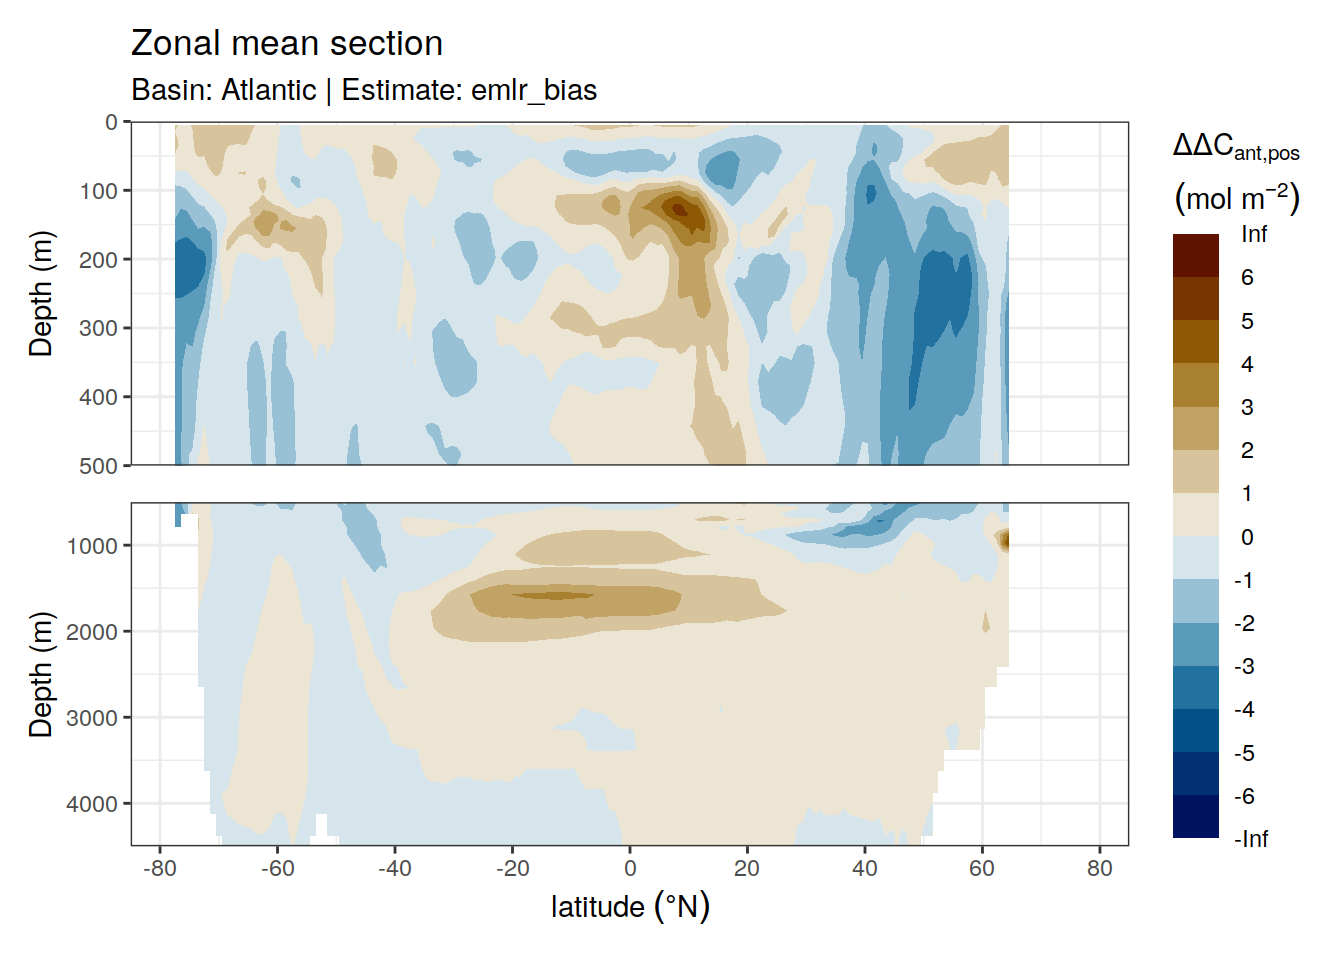 Zonal mean section
Basin: Atlantic | Estimate: emlr_bias
0
100
200
300
400
500
Depth (m)
1000
2000
3000
4000
Depth (m)
-80 -60 -40 -20 0 20 40 60 80
latitude (°N)
ΔΔCant,pos
(mol m−2)
Inf
6
5
4
3
2
1
0
-1
-2
-3
-4
-5
-6
-Inf